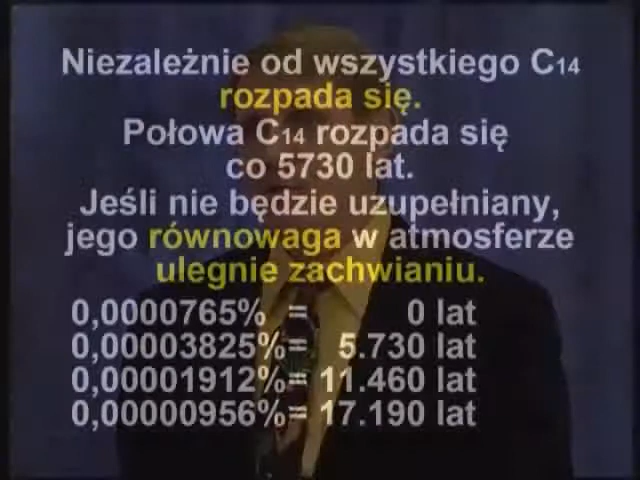 Niezależnie od wszystkiego C14
rozpada się.
Połowa C14 rozpada się
co 5730 lat.
Jeśli nie będzie uzupełniany,
jego równowaga w atmosferze
ulegnie zachwianiu.
0,0000765% = 0 lat
0,00003825%= 5.730 lat
0,00001912%= 11.460 lat
0,00000956%= 17.190 lat